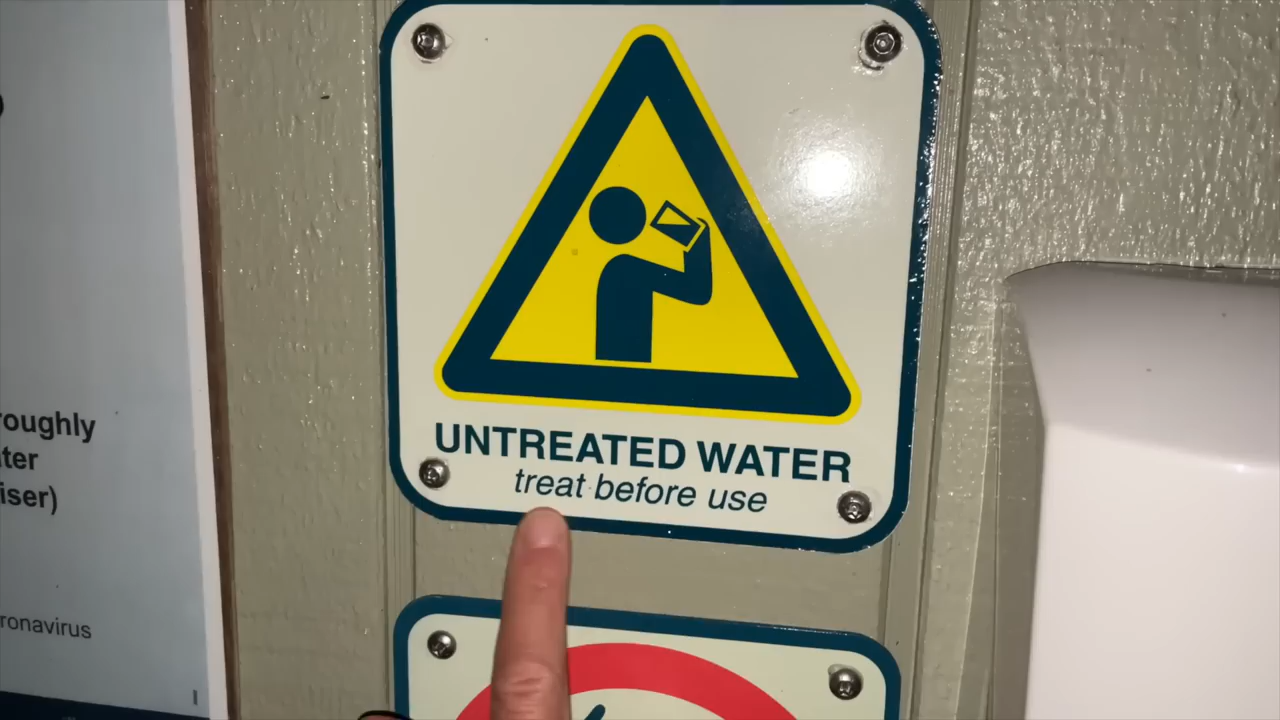 UNTREATED WATER
treat before use
roughly
ter
iser)
ronavirus